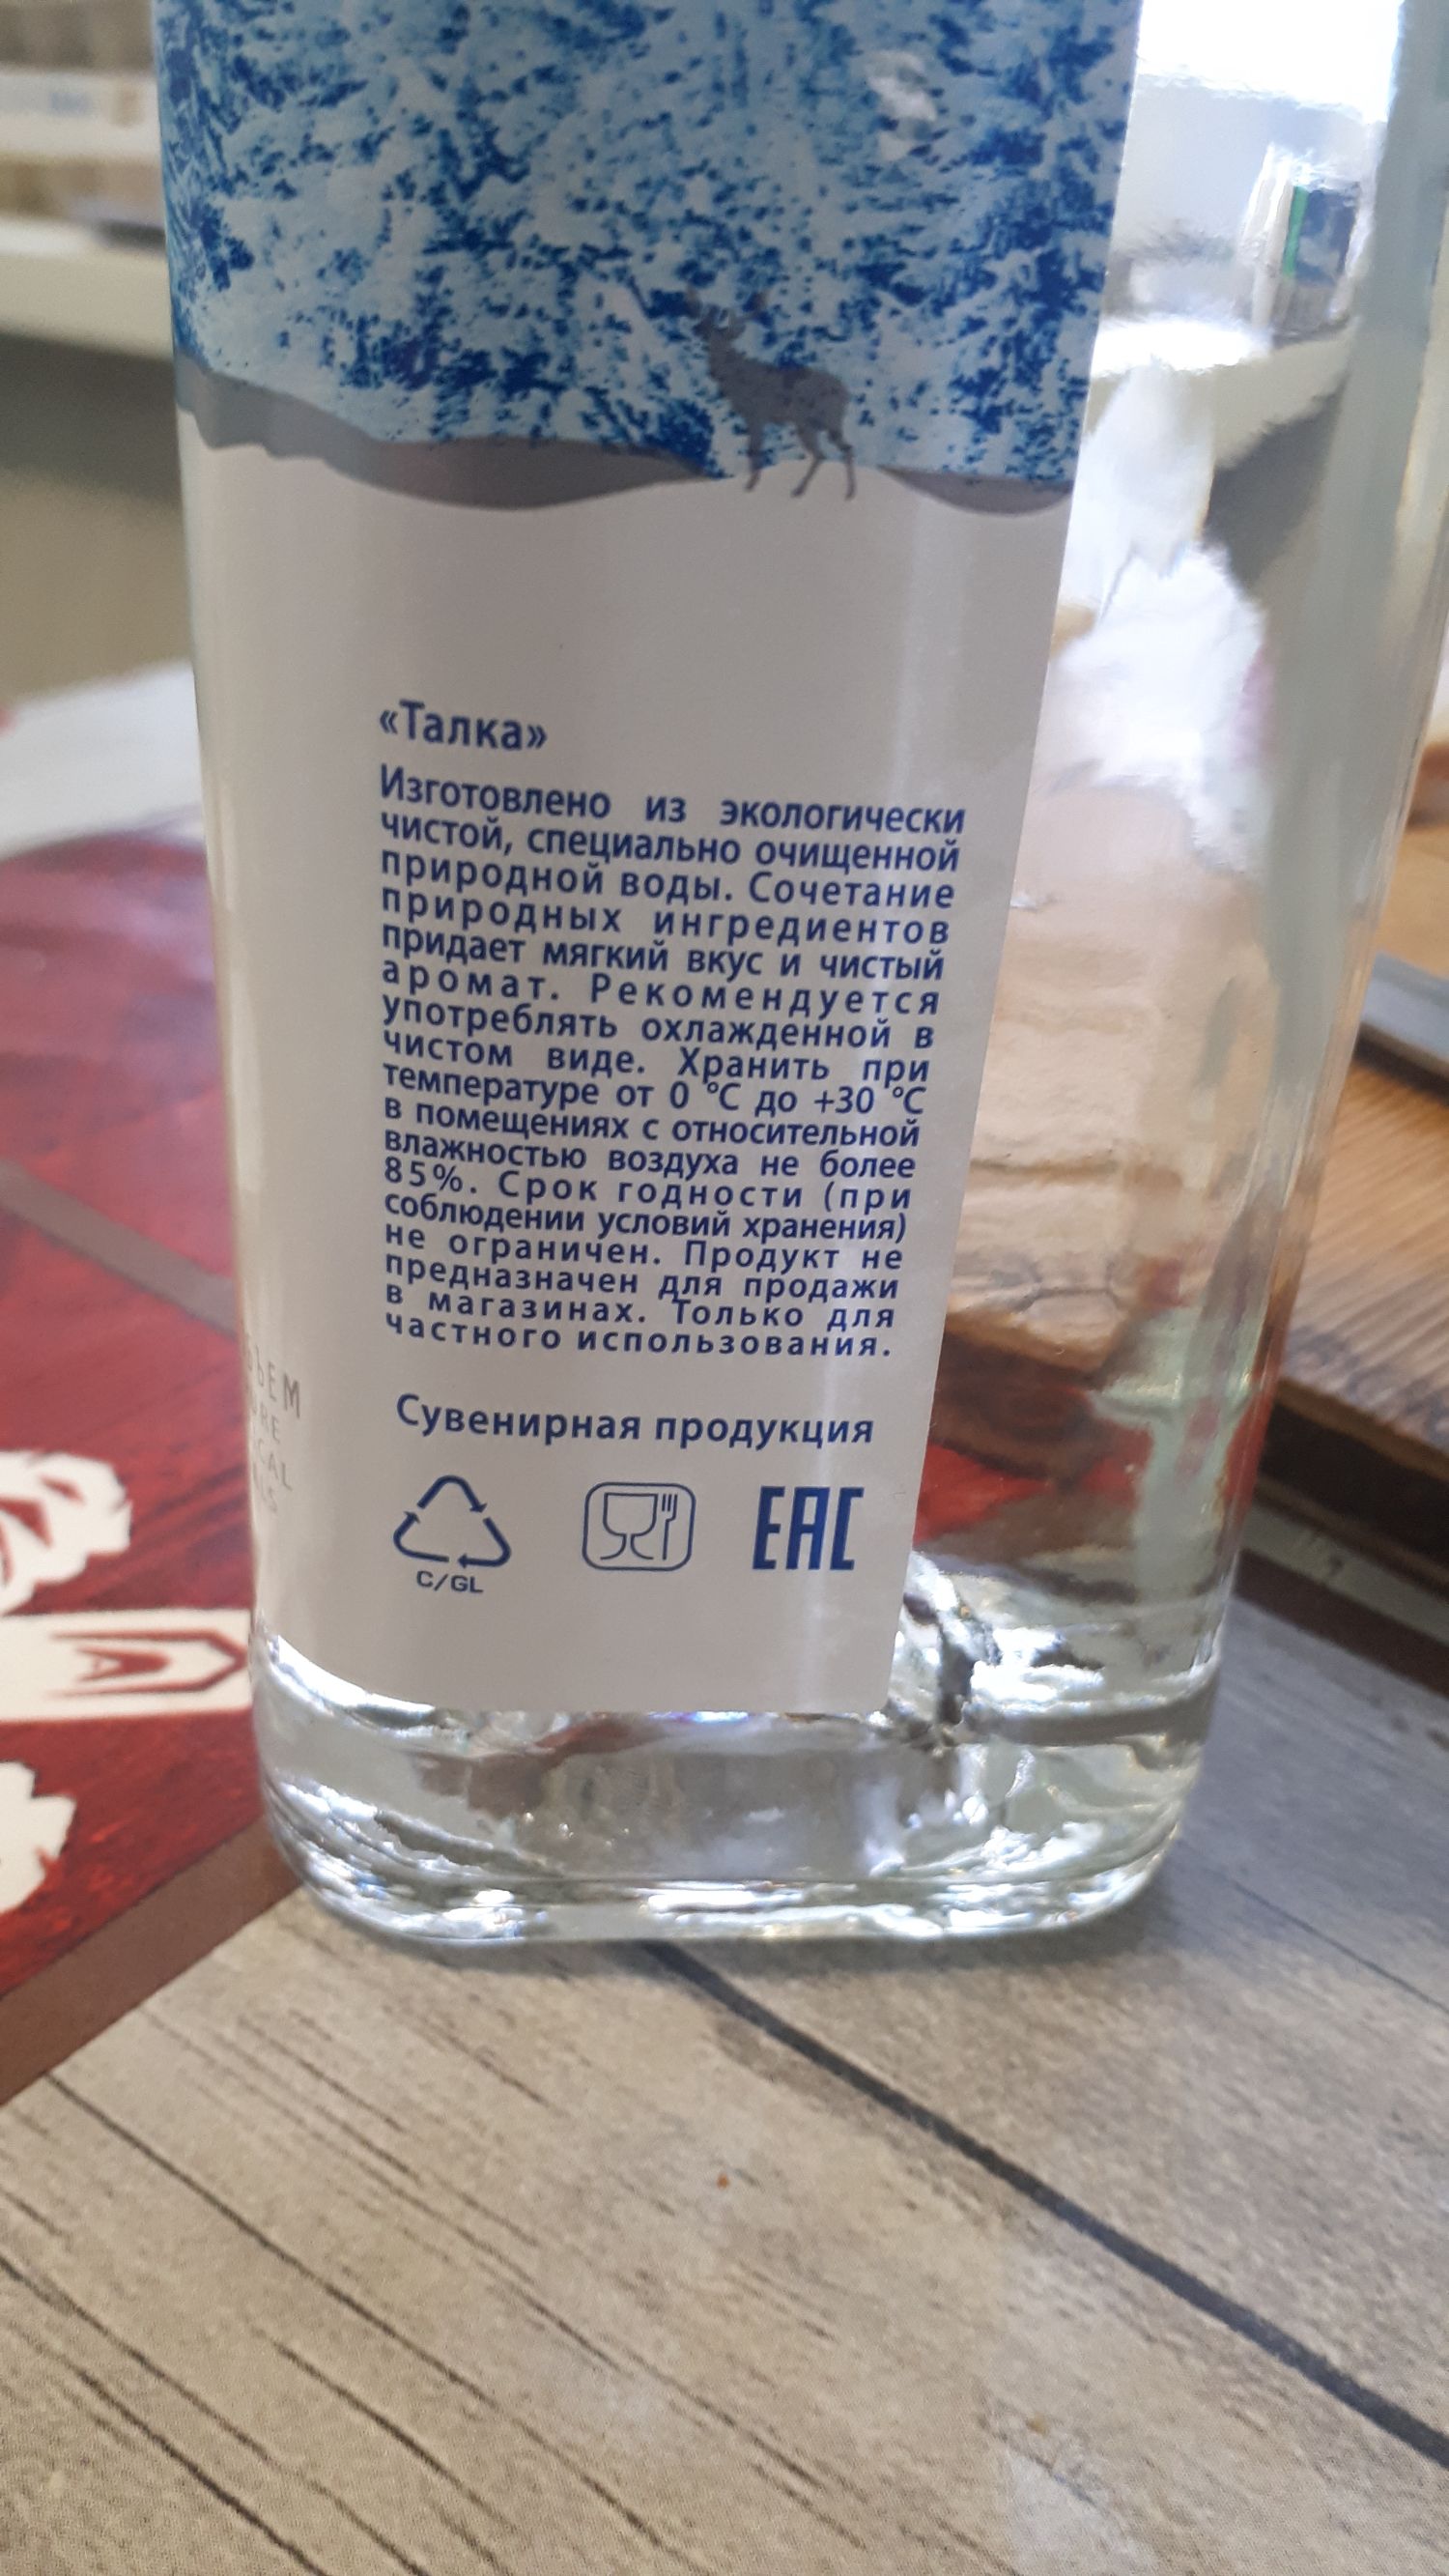 «Талка»
Изготовлено из экологически
чистой, специально очищенной
природной воды. Сочетание
природных ингредиентов
придает мягкий вкус и чистый
аромат. Рекомендуется
употреблять охлажденной в
чистом виде. Хранить при
температуре от 0 °C до +30 °C
в помещениях с относительной
влажностью воздуха не более
85%. Срок годности (при
соблюдении условий хранения)
не ограничен. Продукт не
предназначен для продажи
в магазинах. Только для
частного использования.
Сувенирная продукция
C/GL
EAC